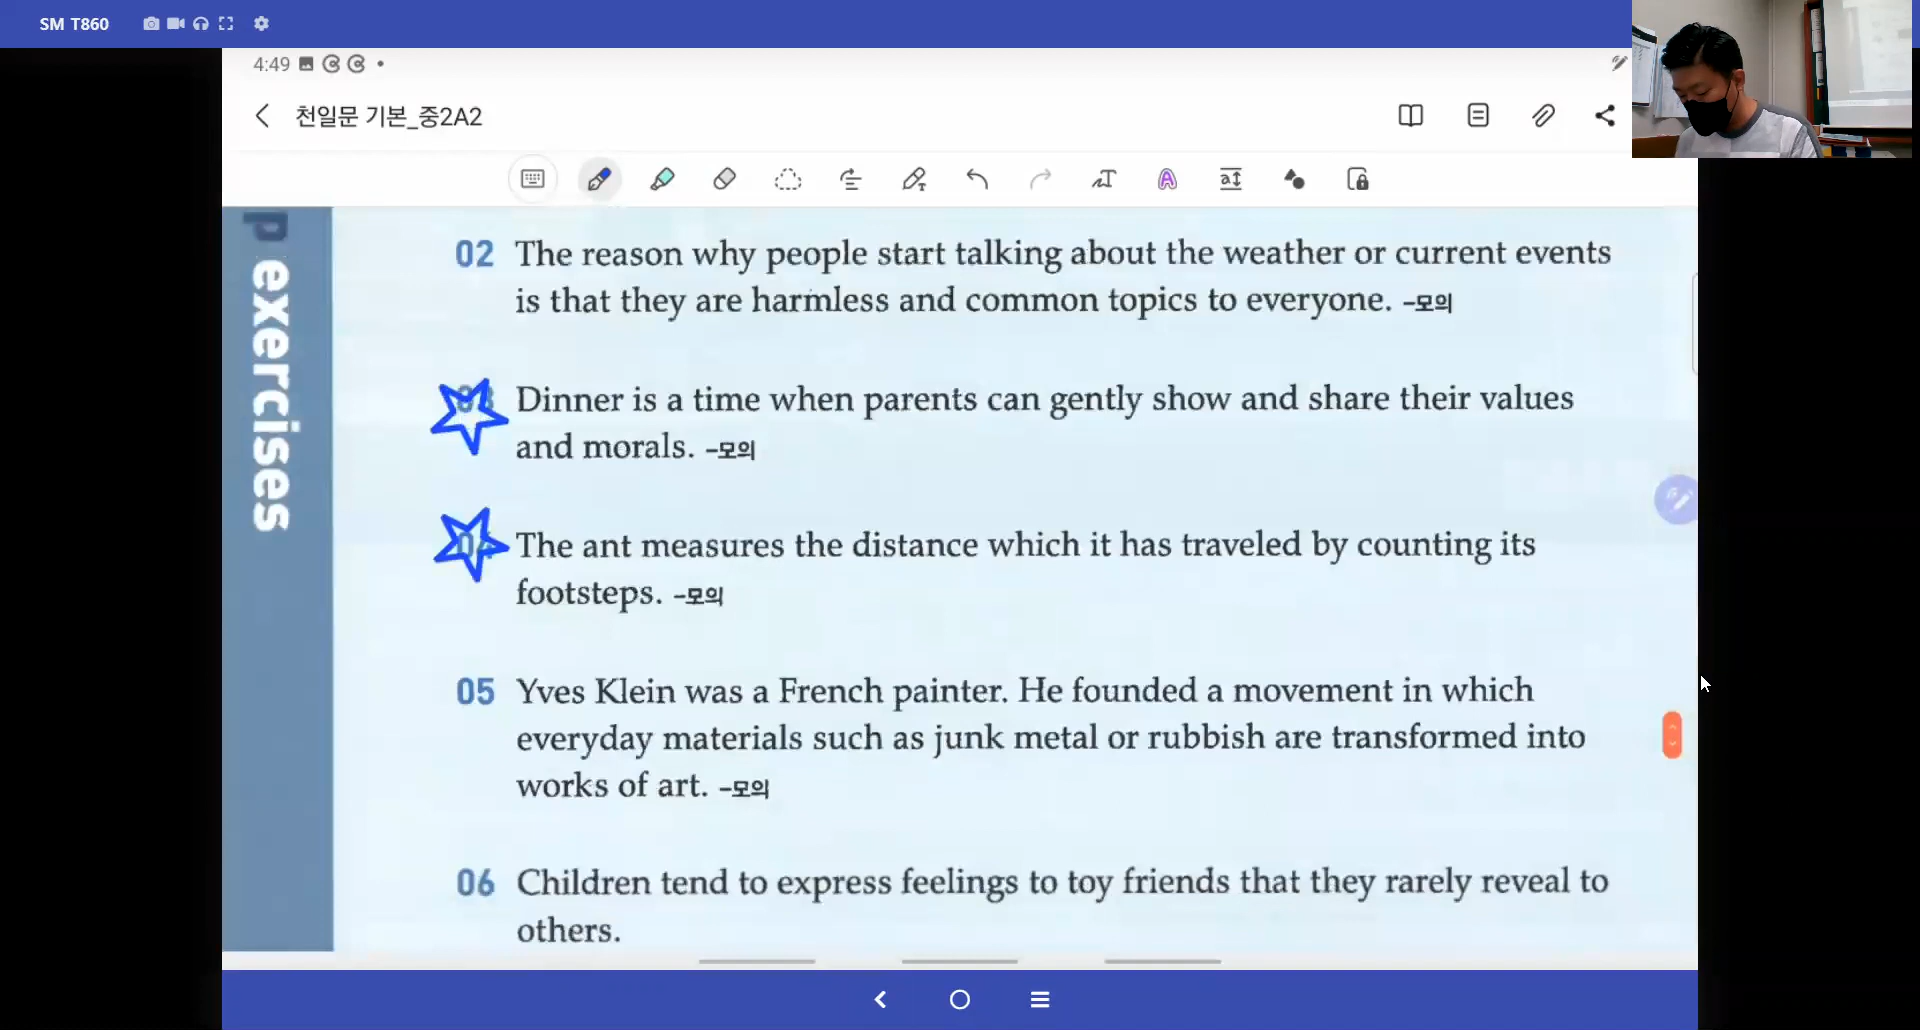 SM T860
4:49
천일문 기본_중2A2
p exercises
02 The reason why people start talking about the weather or current events
is that they are harmless and common topics to everyone. –모의
03 Dinner is a time when parents can gently show and share their values
and morals. –모의
04 The ant measures the distance which it has traveled by counting its
footsteps. –모의
05 Yves Klein was a French painter. He founded a movement in which
everyday materials such as junk metal or rubbish are transformed into
works of art. –모의
06 Children tend to express feelings to toy friends that they rarely reveal to
others.